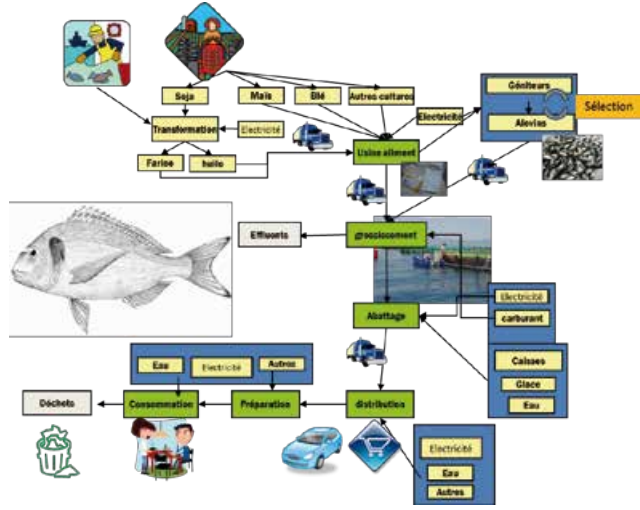 Soja
Maïs
Blé
Autres cultures
Electricité
Géniteurs
Sélection
Alevins
Transformation
Electricité
Usine aliment
Farine
huile
Effluents
grossissement
Electricité
carburant
Abattage
Caisses
Glace
Eau
Eau
Electricité
Autres
Déchets
Consommation
Préparation
distribution
Electricité
Eau
Autres